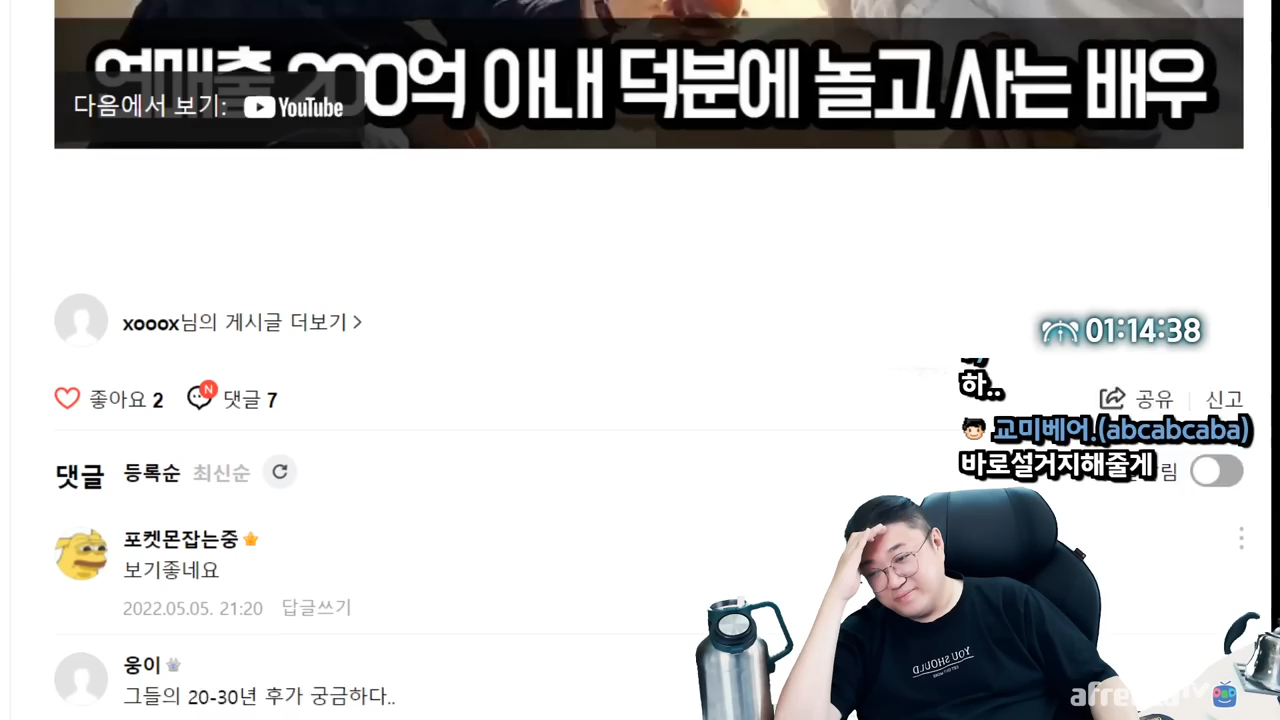 연매출 200억 아내 덕분에 놀고 사는 배우
다음에서 보기: YouTube
xooox님의 게시글 더보기 >
01:14:38
좋아요 2 N 댓글 7
하..
공유 | 신고
교미베어.(abcabcaba)
바로설거지해줄게
댓글 등록순 최신순
포켓몬잡는중
보기좋네요
2022.05.05. 21:20 답글쓰기
웅이
그들의 20-30년 후가 궁금하다..
YOU SHOULD